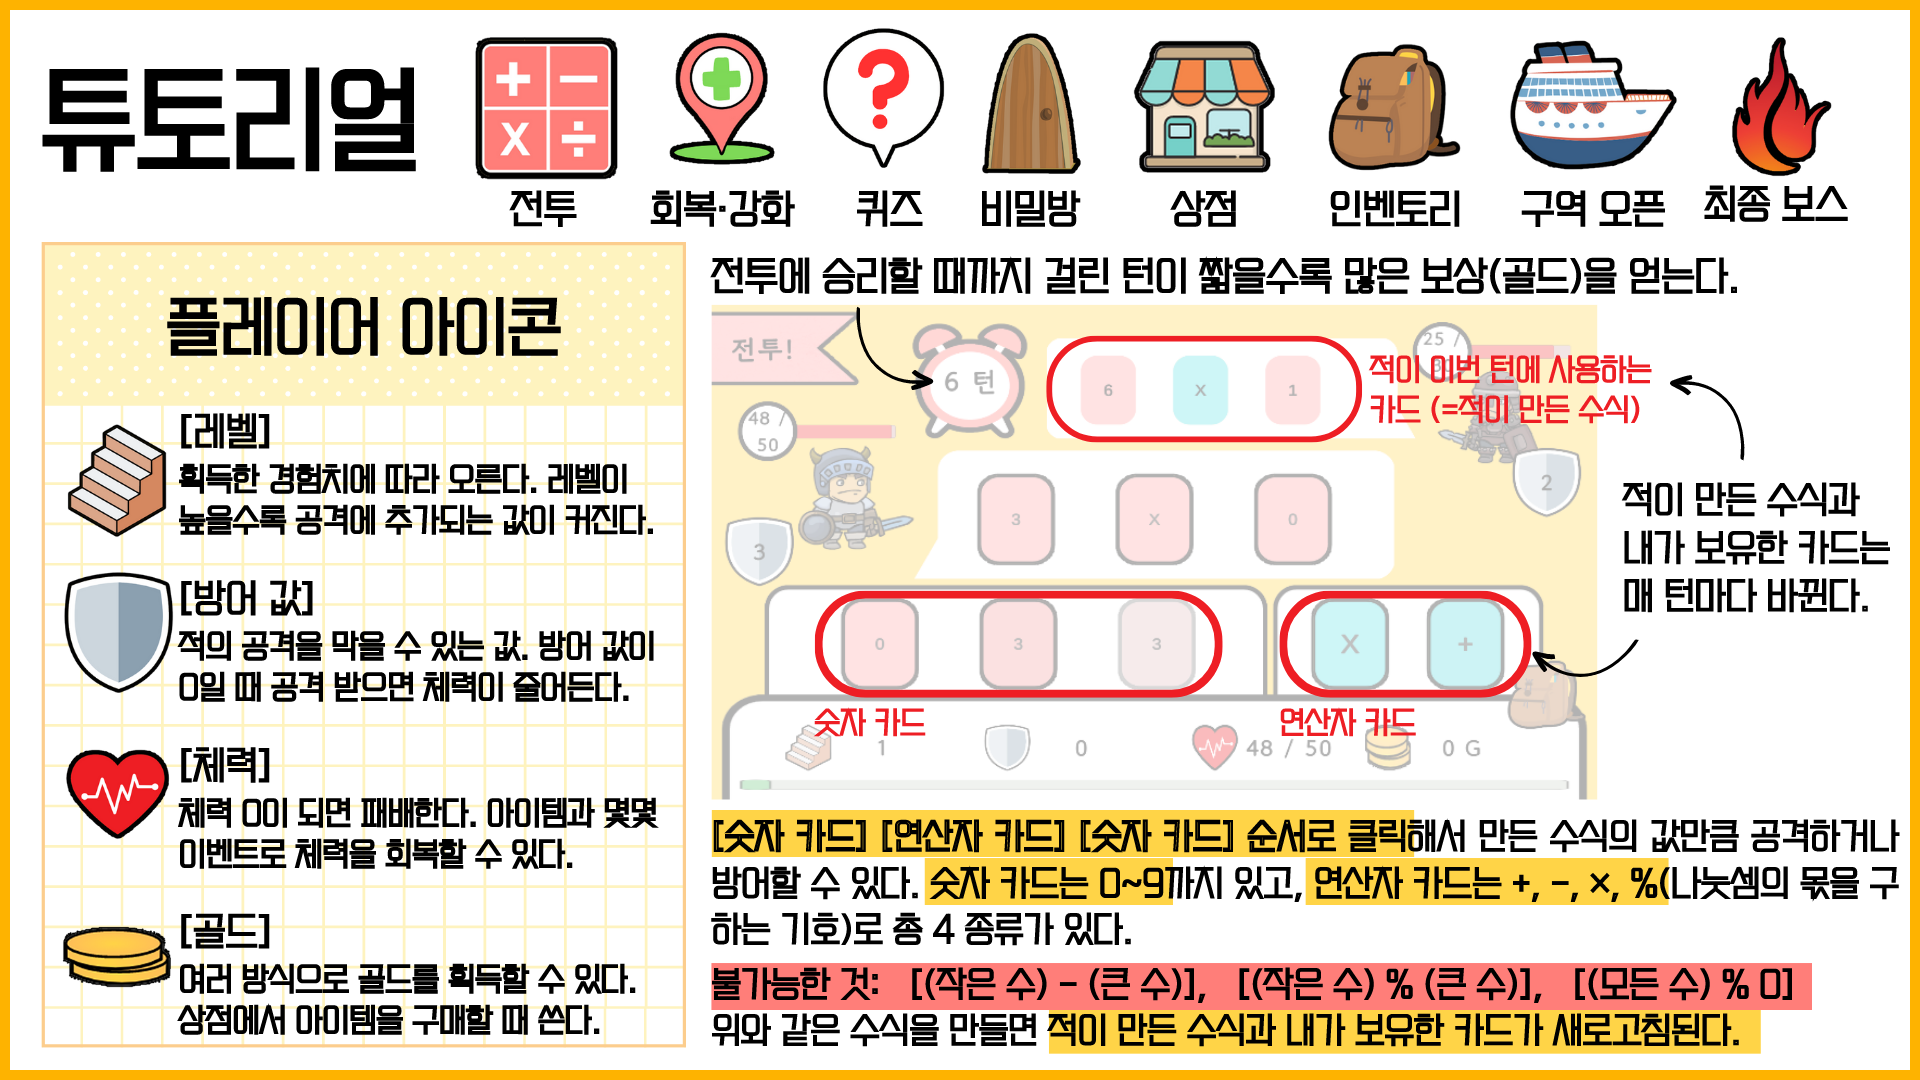 튜토리얼
+ −
x ÷
전투
회복·강화
?
퀴즈
비밀방
상점
인벤토리
구역 오픈
최종 보스
플레이어 아이콘
[레벨]
획득한 경험치에 따라 오른다. 레벨이
높을수록 공격에 추가되는 값이 커진다.
[방어 값]
적의 공격을 막을 수 있는 값. 방어 값이
0일 때 공격 받으면 체력이 줄어든다.
[체력]
체력 0이 되면 패배한다. 아이템과 몇몇
이벤트로 체력을 회복할 수 있다.
[골드]
여러 방식으로 골드를 획득할 수 있다.
상점에서 아이템을 구매할 때 쓴다.
전투에 승리할 때까지 걸린 턴이 짧을수록 많은 보상(골드)을 얻는다.
전투!
6 턴
6 X 1
25 /
적이 이번 턴에 사용하는
카드 (=적이 만든 수식)
48 /
50
2
3 X 0
3
적이 만든 수식과
내가 보유한 카드는
매 턴마다 바뀐다.
0 3 3
X +
숫자 카드
연산자 카드
1 0 48 / 50 0 G
[숫자 카드] [연산자 카드] [숫자 카드] 순서로 클릭해서 만든 수식의 값만큼 공격하거나
방어할 수 있다. 숫자 카드는 0~9까지 있고, 연산자 카드는 +, −, ×, %(나눗셈의 몫을 구
하는 기호)로 총 4 종류가 있다.
불가능한 것: [(작은 수) − (큰 수)], [(작은 수) % (큰 수)], [(모든 수) % 0]
위와 같은 수식을 만들면 적이 만든 수식과 내가 보유한 카드가 새로고침된다.